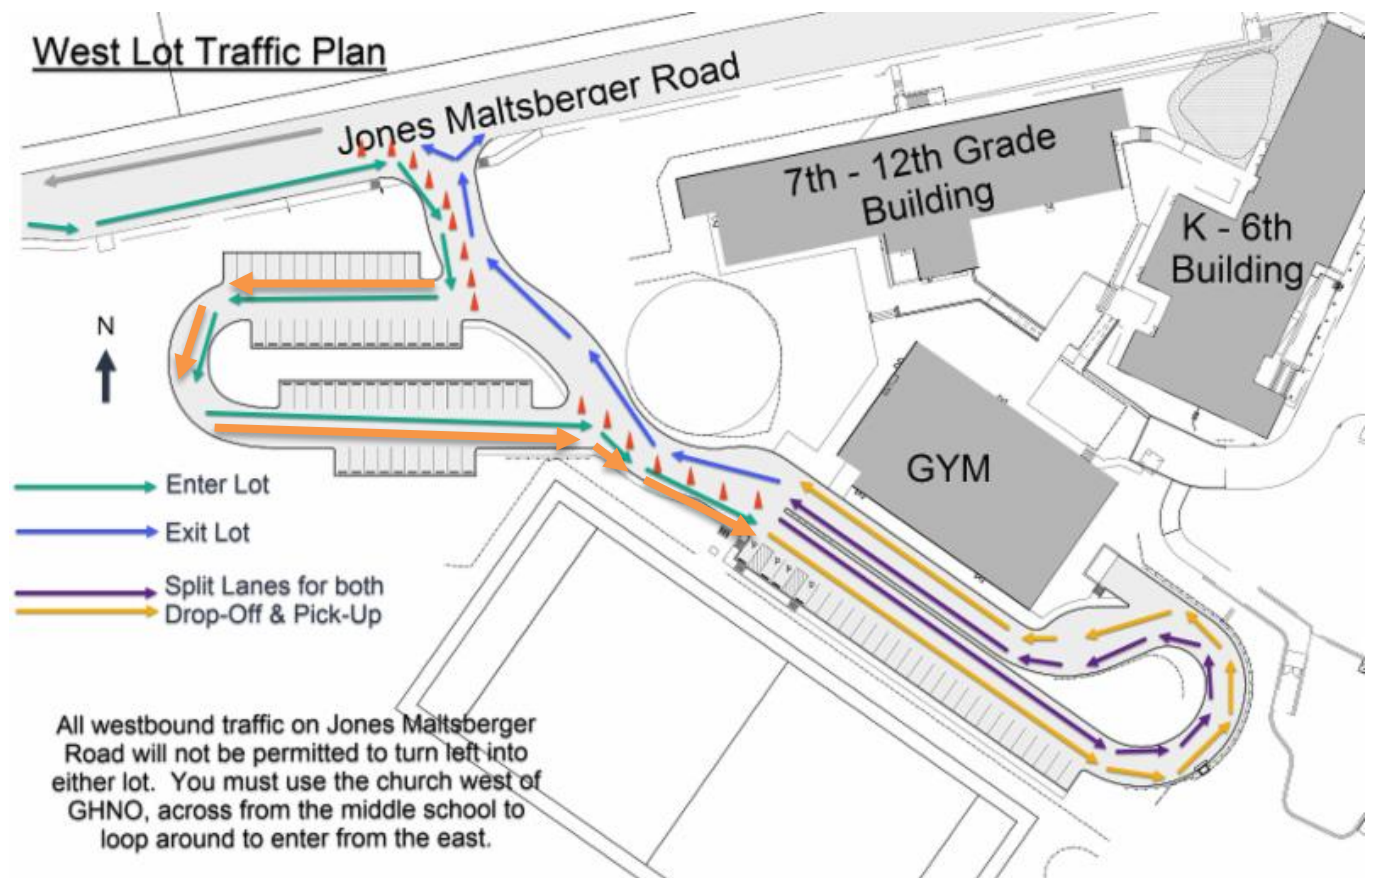 West Lot Traffic Plan
Jones Maltsberger Road
7th - 12th Grade
Building
K - 6th
Building
N
GYM
Enter Lot
Exit Lot
Split Lanes for both
Drop-Off & Pick-Up
All westbound traffic on Jones Maltsberger
Road will not be permitted to turn left into
either lot. You must use the church west of
GHNO, across from the middle school to
loop around to enter from the east.